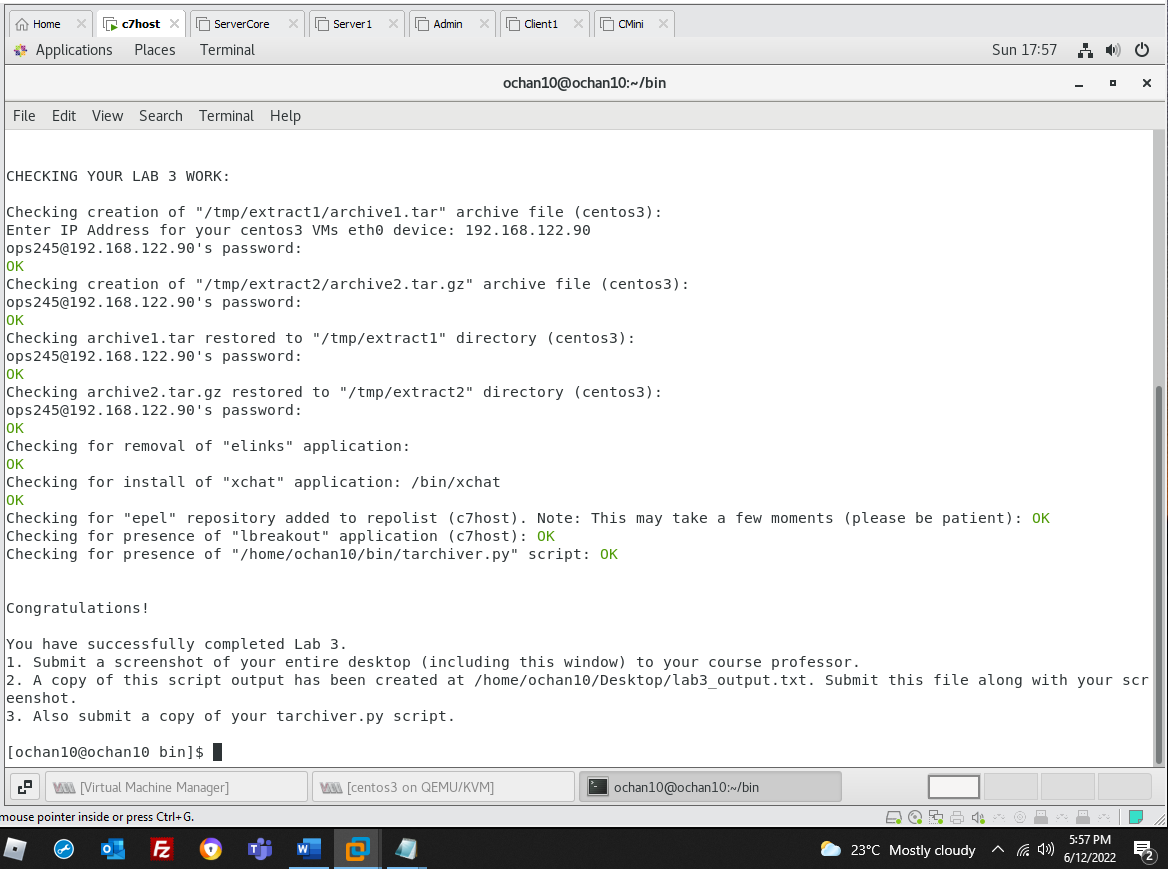 Home c7host ServerCore Server1 Admin Client1 CMini
Applications Places Terminal Sun 17:57
ochan10@ochan10:~/bin
File Edit View Search Terminal Help
CHECKING YOUR LAB 3 WORK:
Checking creation of "/tmp/extract1/archive1.tar" archive file (centos3):
Enter IP Address for your centos3 VMs eth0 device: 192.168.122.90
ops245@192.168.122.90's password:
OK
Checking creation of "/tmp/extract2/archive2.tar.gz" archive file (centos3):
ops245@192.168.122.90's password:
OK
Checking archive1.tar restored to "/tmp/extract1" directory (centos3):
ops245@192.168.122.90's password:
OK
Checking archive2.tar.gz restored to "/tmp/extract2" directory (centos3):
ops245@192.168.122.90's password:
OK
Checking for removal of "elinks" application:
OK
Checking for install of "xchat" application: /bin/xchat
OK
Checking for "epel" repository added to repolist (c7host). Note: This may take a few moments (please be patient): OK
Checking for presence of "lbreakout" application (c7host): OK
Checking for presence of "/home/ochan10/bin/tarchiver.py" script: OK
Congratulations!
You have successfully completed Lab 3.
1. Submit a screenshot of your entire desktop (including this window) to your course professor.
2. A copy of this script output has been created at /home/ochan10/Desktop/lab3_output.txt. Submit this file along with your scr
eenshot.
3. Also submit a copy of your tarchiver.py script.
[ochan10@ochan10 bin]$
[Virtual Machine Manager] [centos3 on QEMU/KVM] ochan10@ochan10:~/bin
mouse pointer inside or press Ctrl+G.
23°C Mostly cloudy 5:57 PM
6/12/2022
2